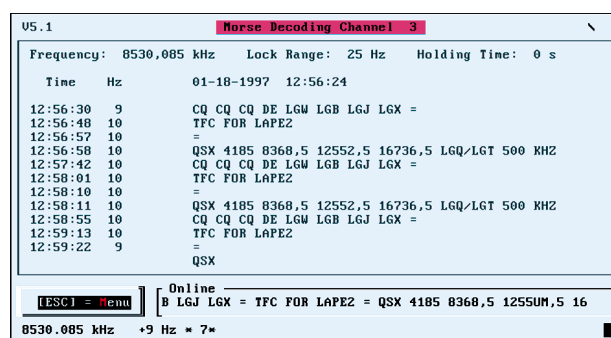 V5.1 Morse Decoding Channel 3
Frequency: 8530,085 kHz Lock Range: 25 Hz Holding Time: 0 s
Time Hz 01-18-1997 12:56:24
12:56:30 9 CQ CQ CQ DE LGW LGB LGJ LGX =
12:56:48 10 TFC FOR LAPE2
12:56:57 10 =
12:56:58 10 QSX 4185 8368,5 12552,5 16736,5 LGQ/LGT 500 KHZ
12:57:42 10 CQ CQ CQ DE LGW LGB LGJ LGX =
12:58:01 10 TFC FOR LAPE2
12:58:10 10 =
12:58:11 10 QSX 4185 8368,5 12552,5 16736,5 LGQ/LGT 500 KHZ
12:58:55 10 CQ CQ CQ DE LGW LGB LGJ LGX =
12:59:13 10 TFC FOR LAPE2
12:59:22 9 =
QSX
Online
[ESC] = Menu B LGJ LGX = TFC FOR LAPE2 = QSX 4185 8368,5 1255UM,5 16
8530.085 kHz +9 Hz * 7*